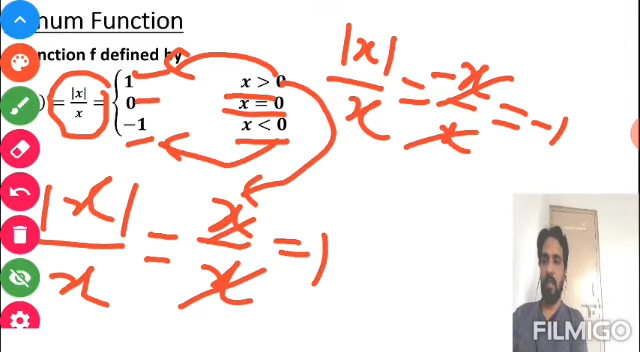 num Function
nction f defined by
) = |x|/x = { 1 x > 0
0 x = 0
−1 x < 0
|x|/x = -x/x = -1
|x|/x = x/x = 1
FILMIGO